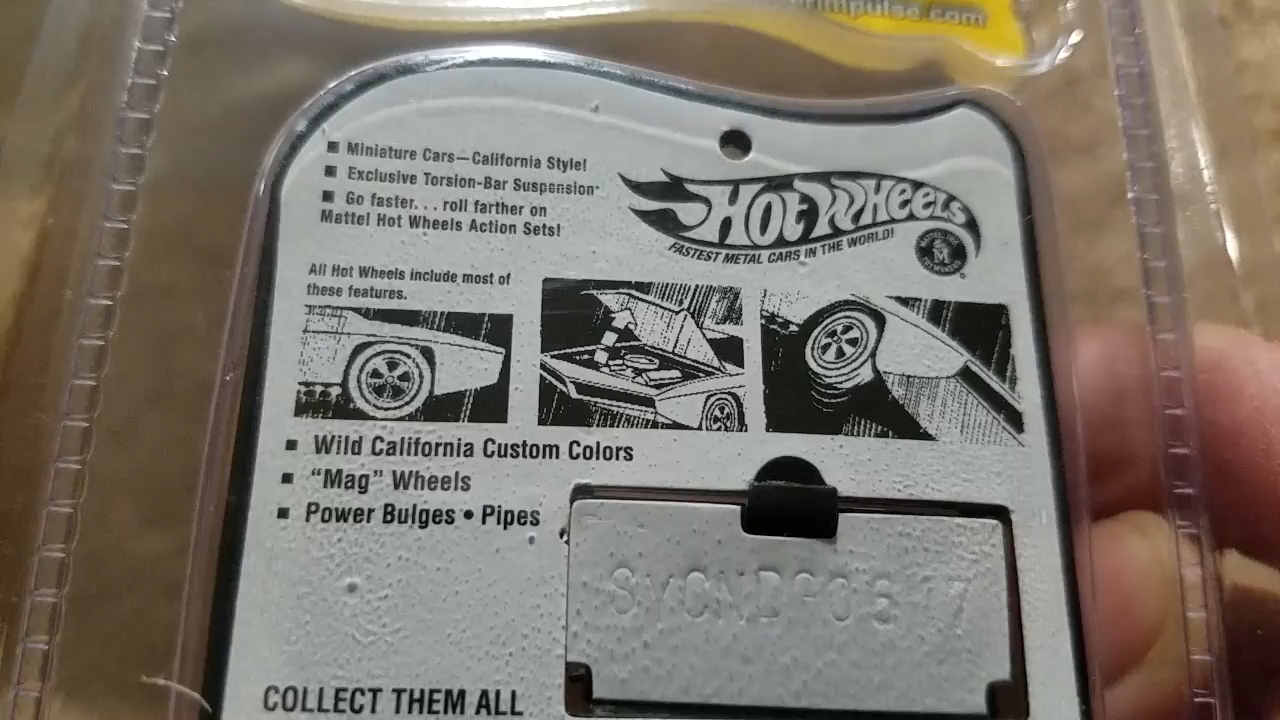 rimpulse.com
■ Miniature Cars—California Style!
■ Exclusive Torsion-Bar Suspension·
■ Go faster. . . roll farther on
Mattel Hot Wheels Action Sets!
Hot Wheels
FASTEST METAL CARS IN THE WORLD!
All Hot Wheels include most of
these features.
■ Wild California Custom Colors
■ “Mag” Wheels
■ Power Bulges • Pipes
COLLECT THEM ALL